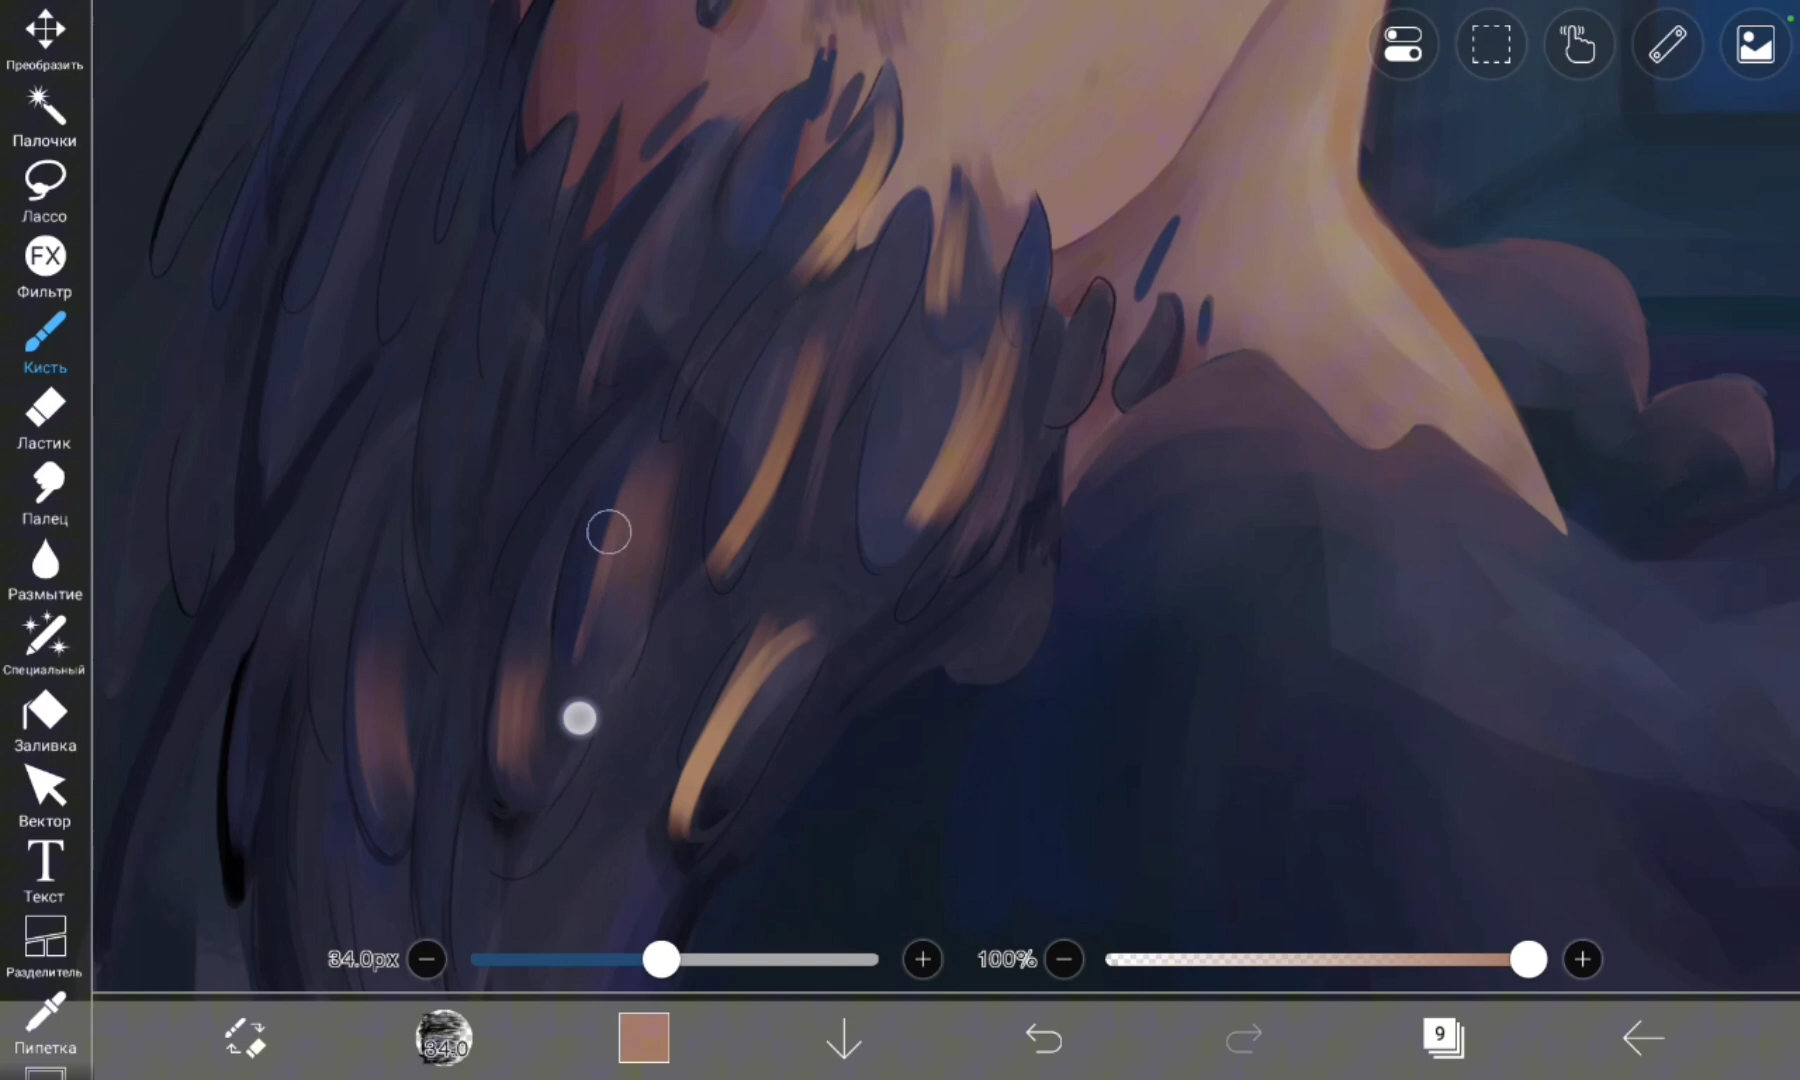 Преобразить
Палочки
Лассо
FX
Фильтр
Кисть
Ластик
Палец
Размытие
Специальный
Заливка
Вектор
T
Текст
Разделитель
Пипетка
34.0px
100%
34.0
9